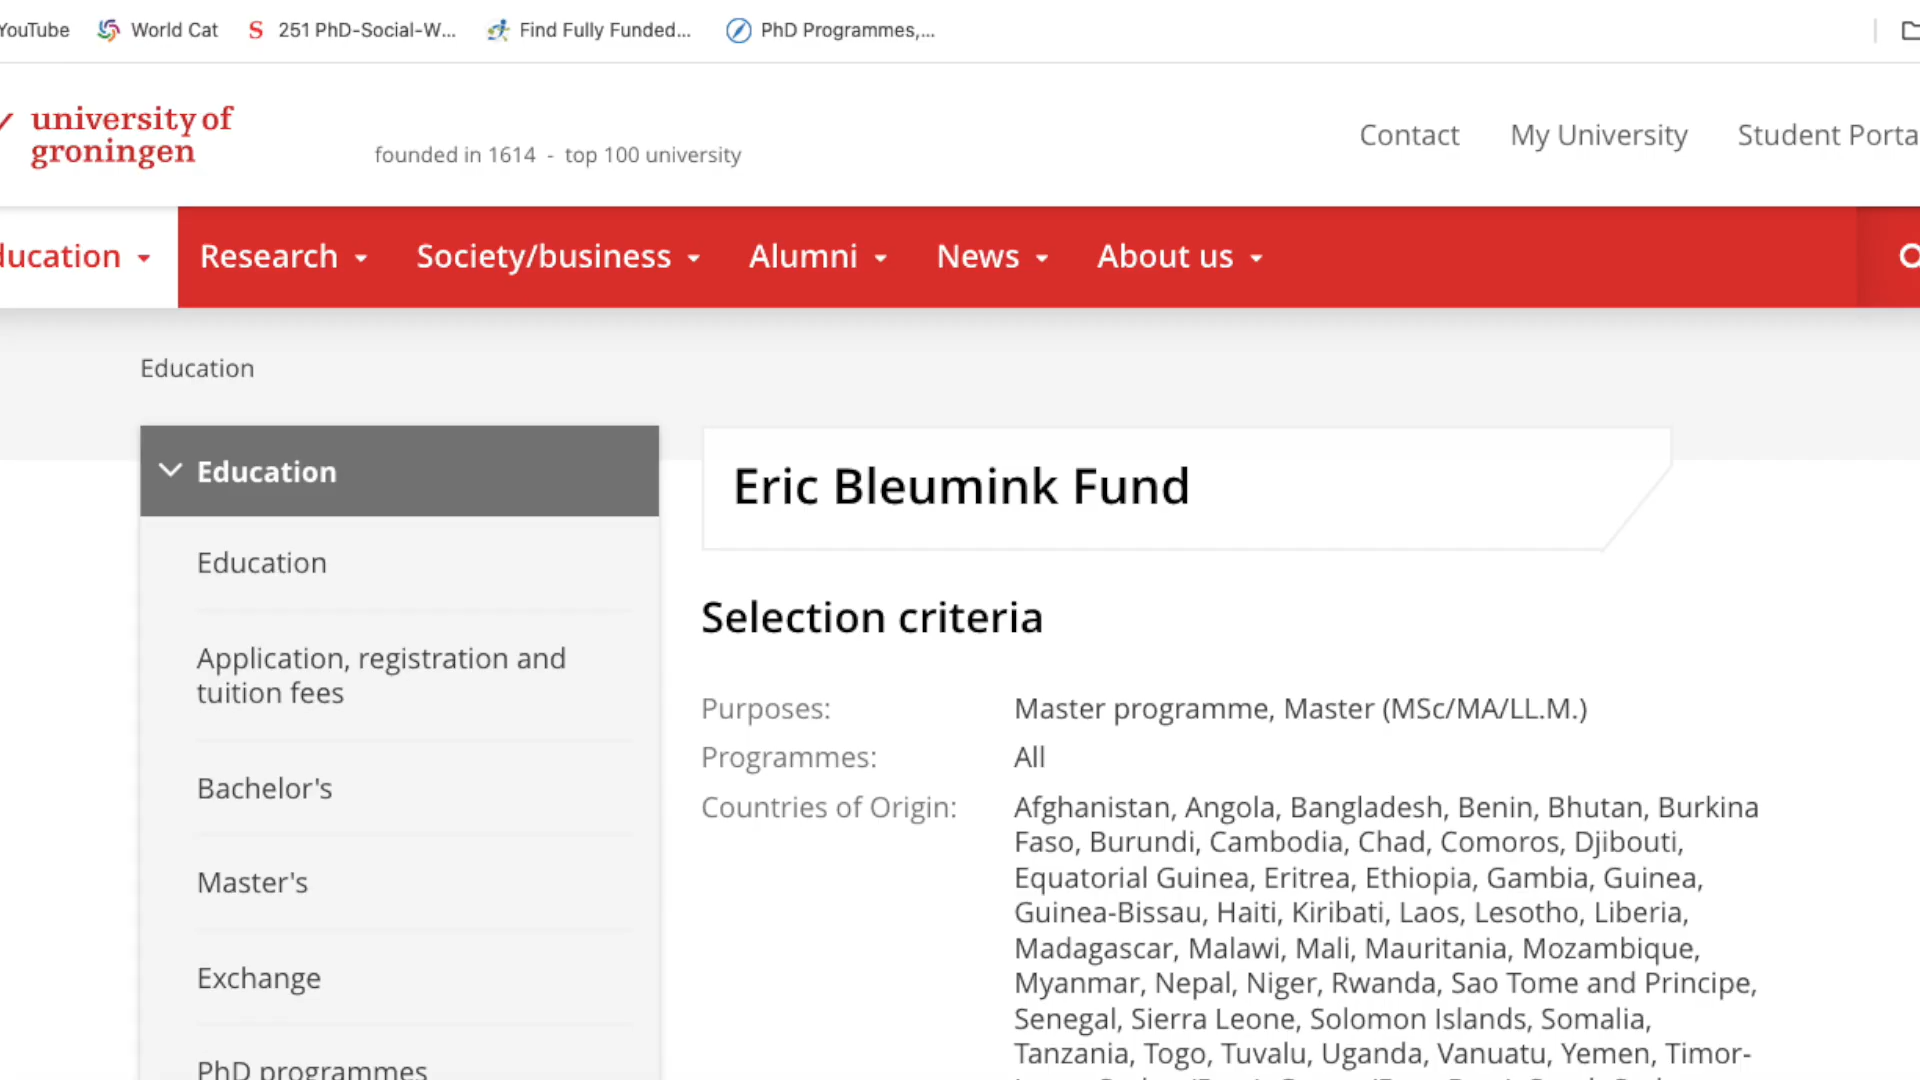 YouTube World Cat 251 PhD-Social-W... Find Fully Funded... PhD Programmes,...
university of
groningen
founded in 1614 - top 100 university
Contact My University Student Porta
ducation Research Society/business Alumni News About us
Education
Education
Education
Application, registration and
tuition fees
Bachelor's
Master's
Exchange
PhD programmes
Eric Bleumink Fund
Selection criteria
Purposes: Master programme, Master (MSc/MA/LL.M.)
Programmes: All
Countries of Origin: Afghanistan, Angola, Bangladesh, Benin, Bhutan, Burkina
Faso, Burundi, Cambodia, Chad, Comoros, Djibouti,
Equatorial Guinea, Eritrea, Ethiopia, Gambia, Guinea,
Guinea-Bissau, Haiti, Kiribati, Laos, Lesotho, Liberia,
Madagascar, Malawi, Mali, Mauritania, Mozambique,
Myanmar, Nepal, Niger, Rwanda, Sao Tome and Principe,
Senegal, Sierra Leone, Solomon Islands, Somalia,
Tanzania, Togo, Tuvalu, Uganda, Vanuatu, Yemen, Timor-